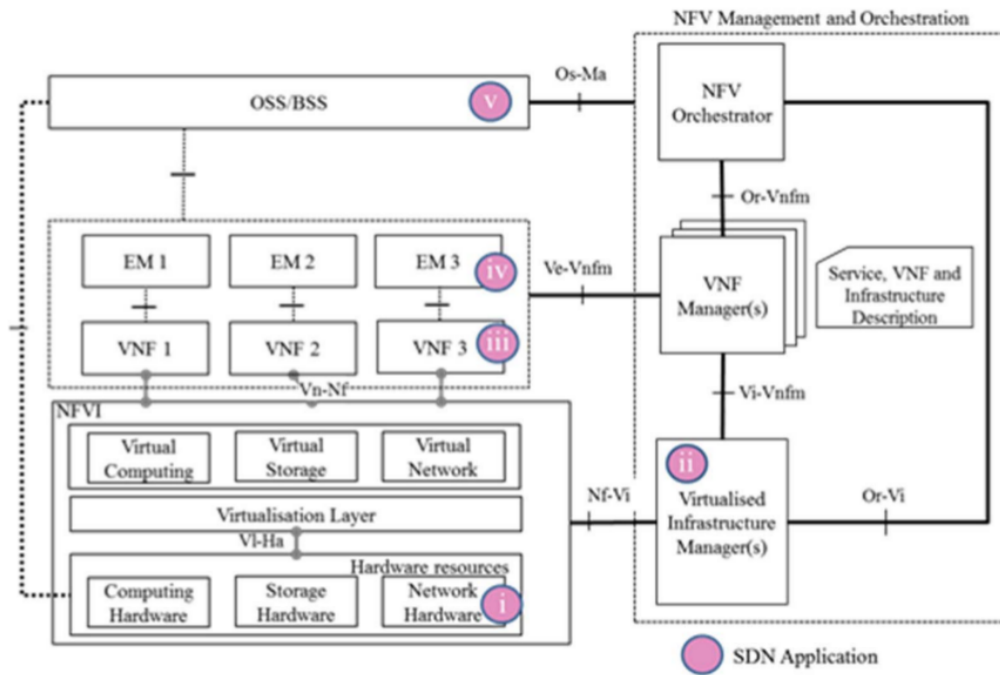 NFV Management and Orchestration
OSS/BSS
v
Os-Ma
NFV
Orchestrator
Or-Vnfm
EM 1
EM 2
EM 3
iv
Ve-Vnfm
VNF
Manager(s)
Service, VNF and
Infrastructure
Description
VNF 1
VNF 2
VNF 3
iii
Vn-Nf
Vi-Vnfm
NFVI
Virtual
Computing
Virtual
Storage
Virtual
Network
ii
Virtualised
Infrastructure
Manager(s)
Nf-Vi
Or-Vi
Virtualisation Layer
Vl-Ha
Hardware resources
Computing
Hardware
Storage
Hardware
Network
Hardware
i
SDN Application